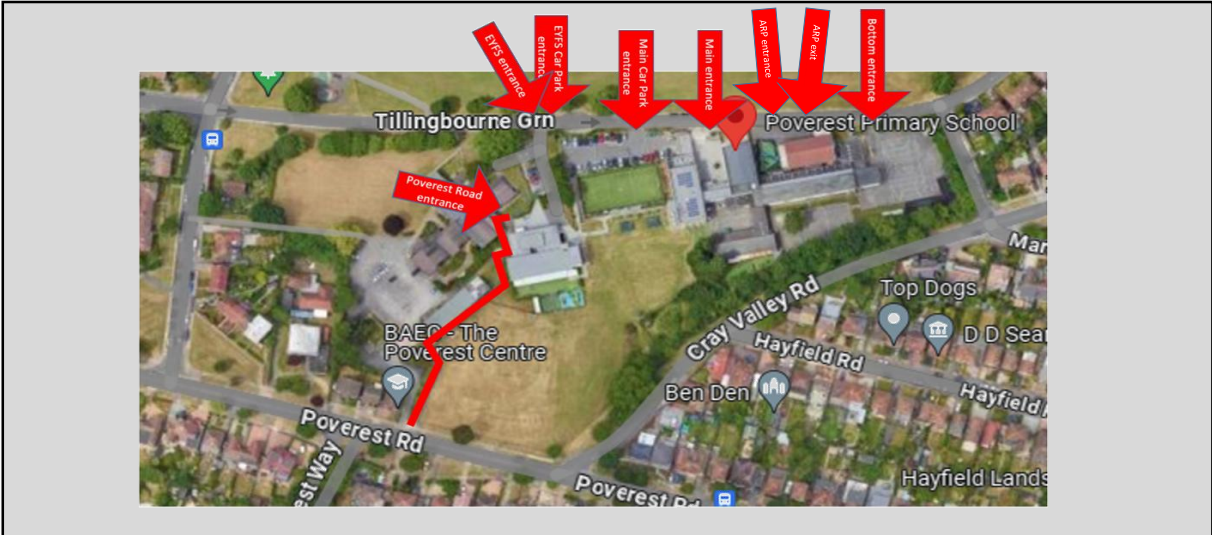 EYFS entrance
EYFS Car Park
entrance
Main Car Park
entrance
Main entrance
ARP entrance
ARP exit
Bottom entrance
Tillingbourne Grn
Poverest Primary School
Poverest Road
entrance
Mar
Cray Valley Rd
Top Dogs
BAEC - The
Poverest Centre
Hayfield Rd
D D Sear
Ben Den
Hayfield
Poverest Rd
est Way
Hayfield Lands
Poverest Rd